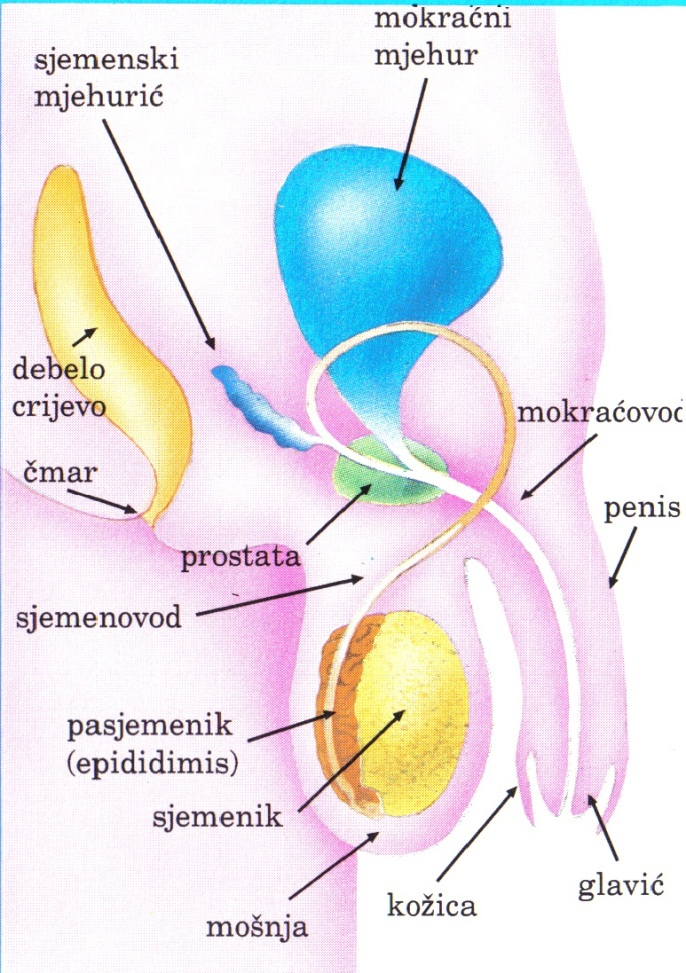 mokraćni
mjehur
sjemenski
mjehurić
debelo
crijevo
mokraćovod
čmar
penis
prostata
sjemenovod
pasjemenik
(epididimis)
sjemenik
glavić
kožica
mošnja